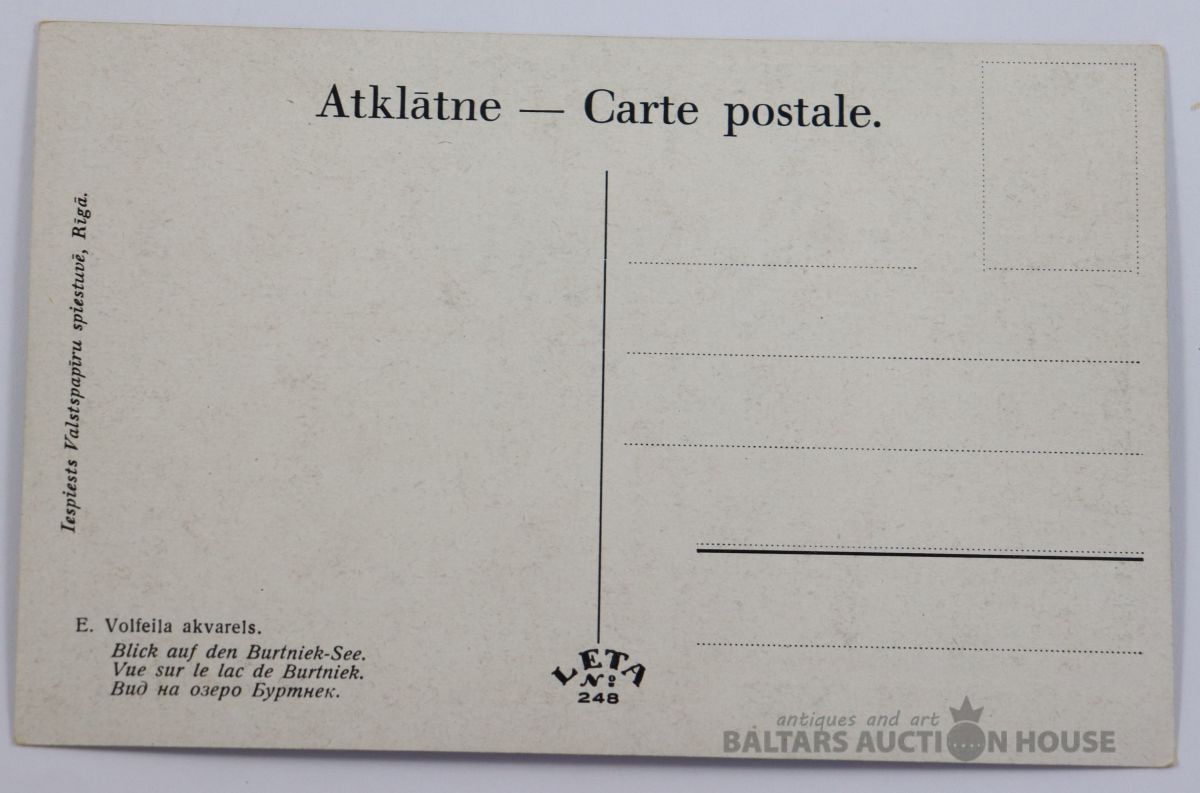 Atklātne — Carte postale.
Iespiests Valstspapīru spiestuvē, Rīgā.
E. Volfeila akvarels.
Blick auf den Burtniek-See.
Vue sur le lac de Burtniek.
Вид на озеро Буртнек.
LETA
№
248
antiques and art
BALTARS AUCTION HOUSE